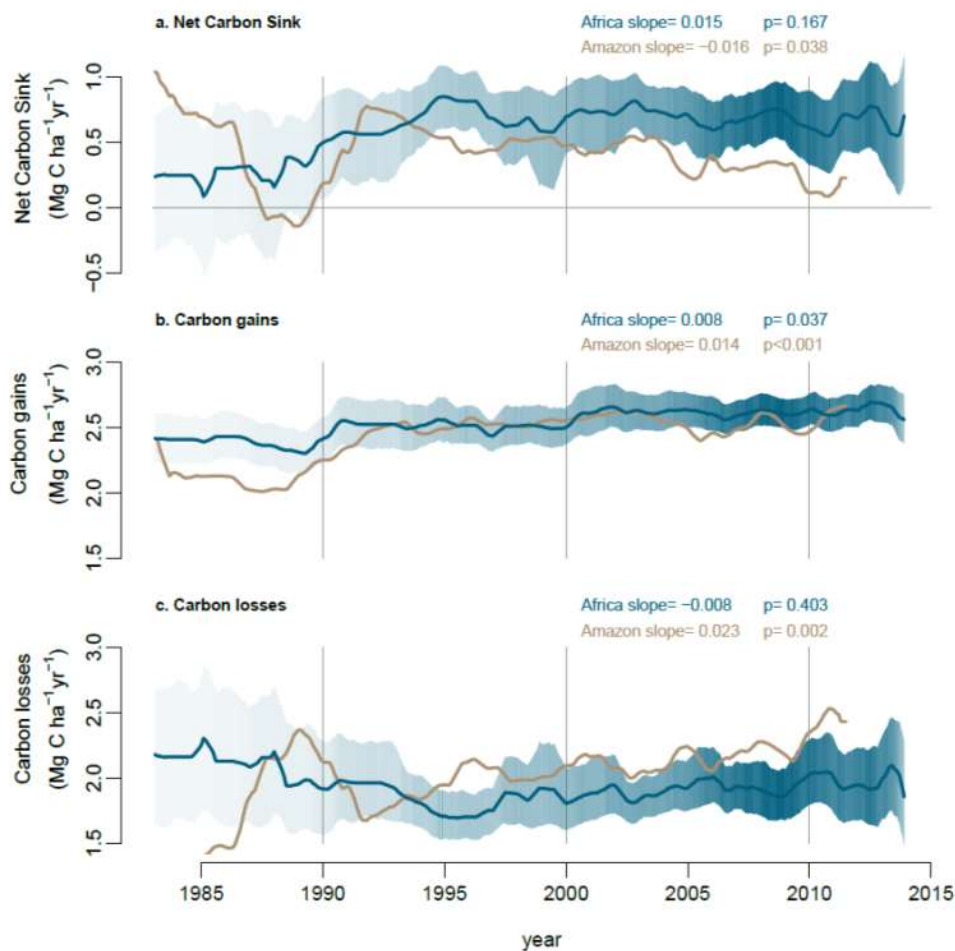 a. Net Carbon Sink
Africa slope= 0.015 p= 0.167
Amazon slope= −0.016 p= 0.038
Net Carbon Sink
(Mg C ha−1yr−1)
1.0
0.5
0.0
−0.5
b. Carbon gains
Africa slope= 0.008 p= 0.037
Amazon slope= 0.014 p<0.001
Carbon gains
(Mg C ha−1yr−1)
3.0
2.5
2.0
1.5
c. Carbon losses
Africa slope= −0.008 p= 0.403
Amazon slope= 0.023 p= 0.002
Carbon losses
(Mg C ha−1yr−1)
3.0
2.5
2.0
1.5
1985 1990 1995 2000 2005 2010 2015
year